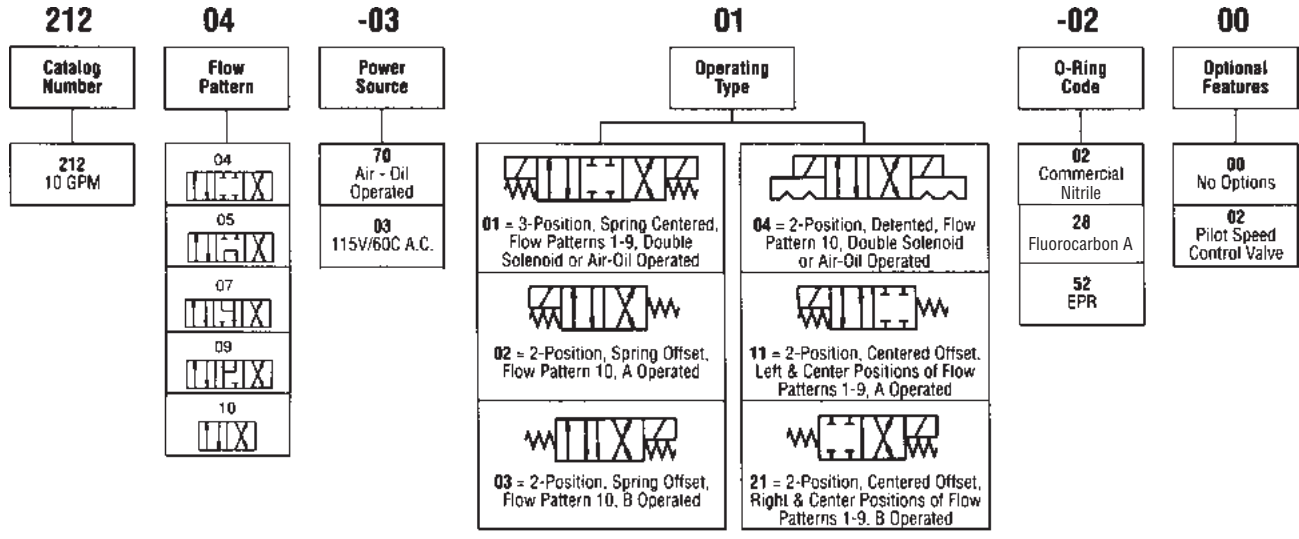 212
04
-03
01
-02
00
Catalog
Number
Flow
Pattern
Power
Source
Operating
Type
O-Ring
Code
Optional
Features
212
10 GPM
04
05
07
09
10
70
Air - Oil
Operated
03
115V/60C A.C.
01 = 3-Position, Spring Centered,
Flow Patterns 1-9, Double
Solenoid or Air-Oil Operated
02 = 2-Position, Spring Offset,
Flow Pattern 10, A Operated
03 = 2-Position, Spring Offset,
Flow Pattern 10, B Operated
04 = 2-Position, Detented, Flow
Pattern 10, Double Solenoid
or Air-Oil Operated
11 = 2-Position, Centered Offset.
Left & Center Positions of Flow
Patterns 1-9, A Operated
21 = 2-Position, Centered Offset,
Right & Center Positions of Flow
Patterns 1-9. B Operated
02
Commercial
Nitrile
28
Fluorocarbon A
52
EPR
00
No Options
02
Pilot Speed
Control Valve